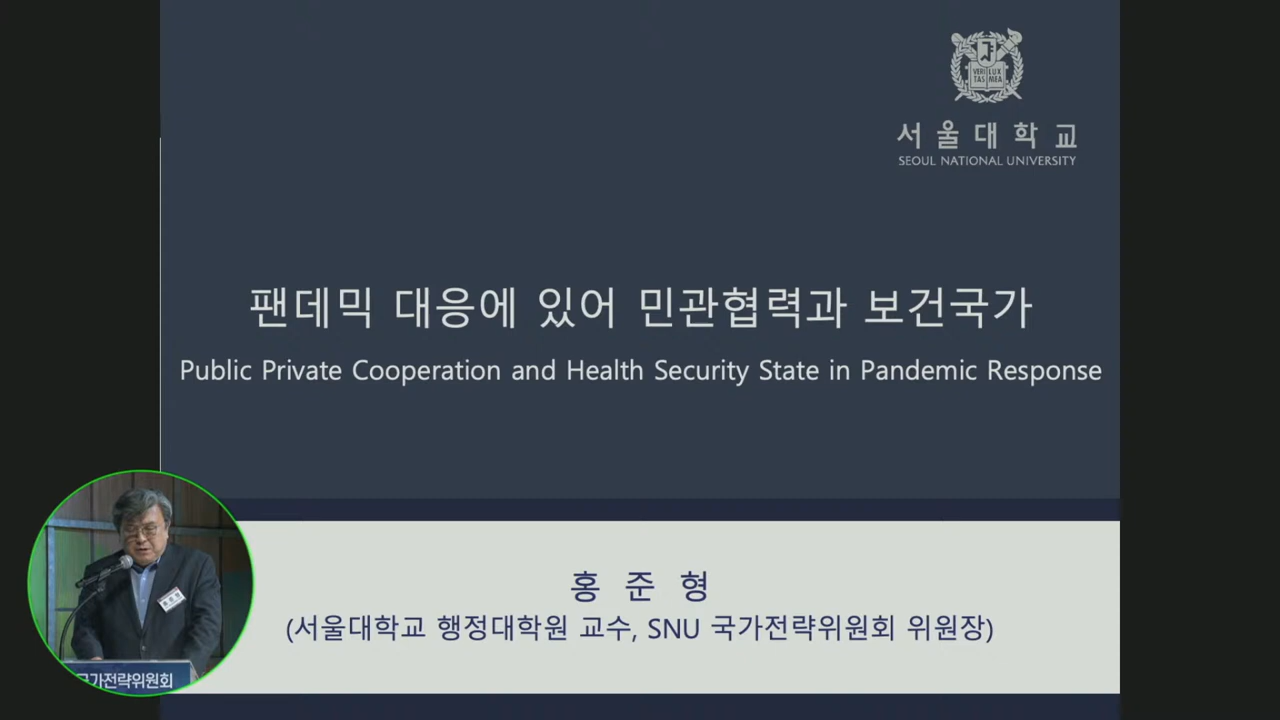 VERI LUX
TAS MEA
서울대학교
SEOUL NATIONAL UNIVERSITY
팬데믹 대응에 있어 민관협력과 보건국가
Public Private Cooperation and Health Security State in Pandemic Response
홍 준 형
(서울대학교 행정대학원 교수, SNU 국가전략위원회 위원장)
홍준형
국가전략위원회